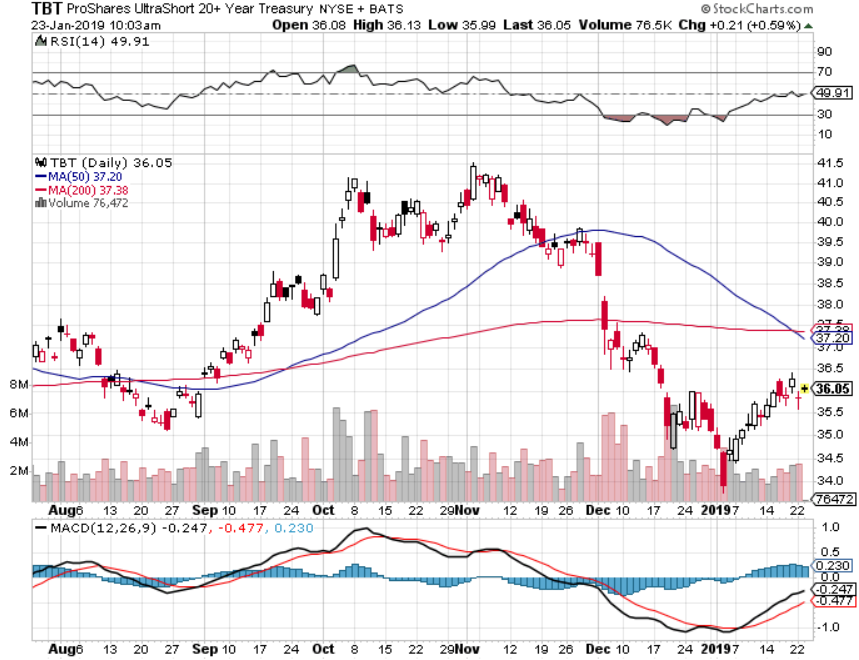 TBT ProShares UltraShort 20+ Year Treasury NYSE + BATS © StockCharts.com
23-Jan-2019 10:03am Open 36.08 High 36.13 Low 35.99 Last 36.05 Volume 76.5K Chg +0.21 (+0.59%)
RSI(14) 49.91
90
70
49.91
30
10
TBT (Daily) 36.05
MA(50) 37.20
MA(200) 37.38
Volume 76,472
41.5
41.0
40.5
40.0
39.5
39.0
38.5
38.0
37.5
37.38
37.20
37.0
36.5
36.05
35.5
35.0
34.5
34.0
76472
8M
6M
4M
2M
Aug6 13 20 27 Sep 10 17 24 Oct 8 15 22 29Nov 12 19 26 Dec 10 17 24 2019 7 14 22
MACD(12,26,9) -0.247, -0.477, 0.230
1.0
0.5
0.230
0.0
-0.247
-0.477
-1.0
Aug6 13 20 27 Sep 10 17 24 Oct 8 15 22 29Nov 12 19 26 Dec 10 17 24 2019 7 14 22